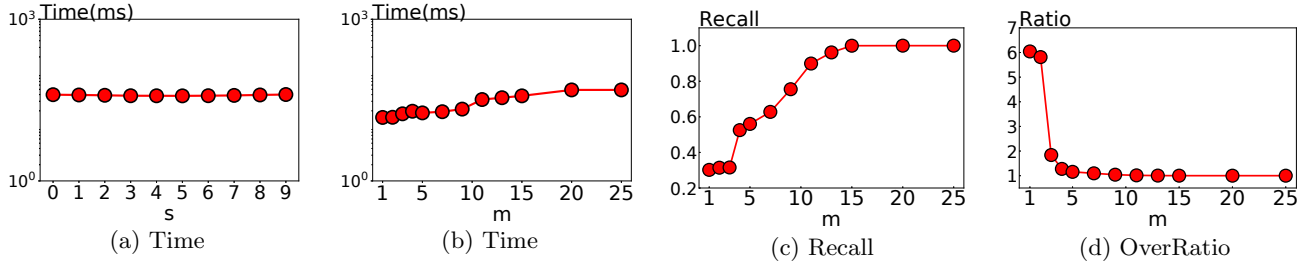 Time(ms)
10³
10⁰
0 1 2 3 4 5 6 7 8 9
s
(a) Time
Time(ms)
10³
10⁰
1 5 10 15 20 25
m
(b) Time
Recall
1.0
0.8
0.6
0.4
0.2
1 5 10 15 20 25
m
(c) Recall
Ratio
7
6
5
4
3
2
1
1 5 10 15 20 25
m
(d) OverRatio